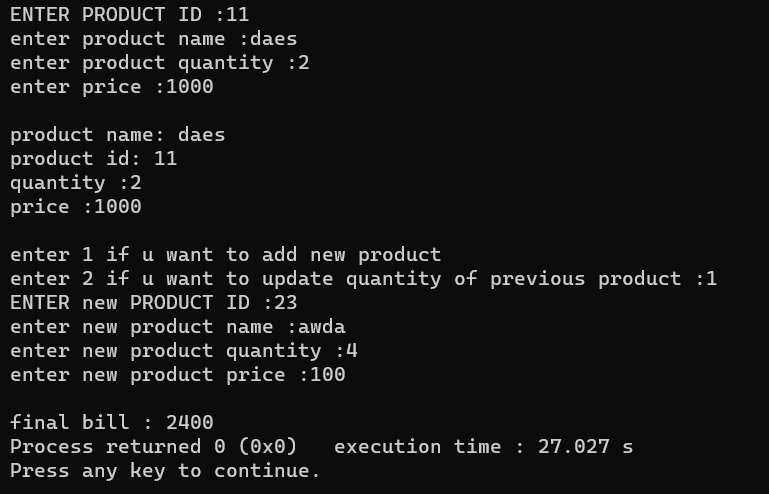 ENTER PRODUCT ID :11
enter product name :daes
enter product quantity :2
enter price :1000
product name: daes
product id: 11
quantity :2
price :1000
enter 1 if u want to add new product
enter 2 if u want to update quantity of previous product :1
ENTER new PRODUCT ID :23
enter new product name :awda
enter new product quantity :4
enter new product price :100
final bill : 2400
Process returned 0 (0x0)   execution time : 27.027 s
Press any key to continue.